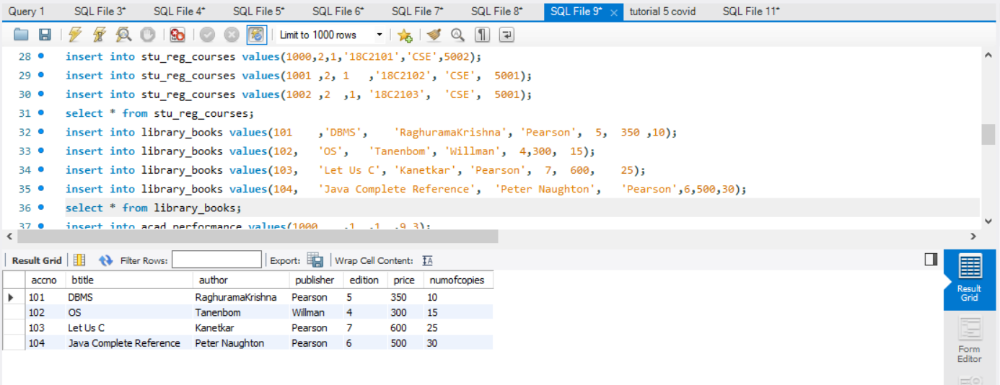 Query 1 SQL File 3* SQL File 4* SQL File 5* SQL File 6* SQL File 7* SQL File 8* SQL File 9* tutorial 5 covid SQL File 11*
Limit to 1000 rows
28 insert into stu_reg_courses values(1000,2,1,'18C2101','CSE',5002);
29 insert into stu_reg_courses values(1001 ,2, 1   ,'18C2102', 'CSE',  5001);
30 insert into stu_reg_courses values(1002 ,2  ,1, '18C2103',  'CSE',  5001);
31 select * from stu_reg_courses;
32 insert into library_books values(101    ,'DBMS',    'RaghuramaKrishna', 'Pearson',  5,  350 ,10);
33 insert into library_books values(102,   'OS',   'Tanenbom', 'Willman',  4,300,  15);
34 insert into library_books values(103,   'Let Us C', 'Kanetkar', 'Pearson',  7,  600,    25);
35 insert into library_books values(104,   'Java Complete Reference',  'Peter Naughton',   'Pearson',6,500,30);
36 select * from library_books;
37 insert into acad_performance values(1000    ,1  ,1  ,9.3);
Result Grid Filter Rows: Export: Wrap Cell Content:
accno btitle author publisher edition price numofcopies
101 DBMS RaghuramaKrishna Pearson 5 350 10
102 OS Tanenbom Willman 4 300 15
103 Let Us C Kanetkar Pearson 7 600 25
104 Java Complete Reference Peter Naughton Pearson 6 500 30
Result
Grid
Form
Editor